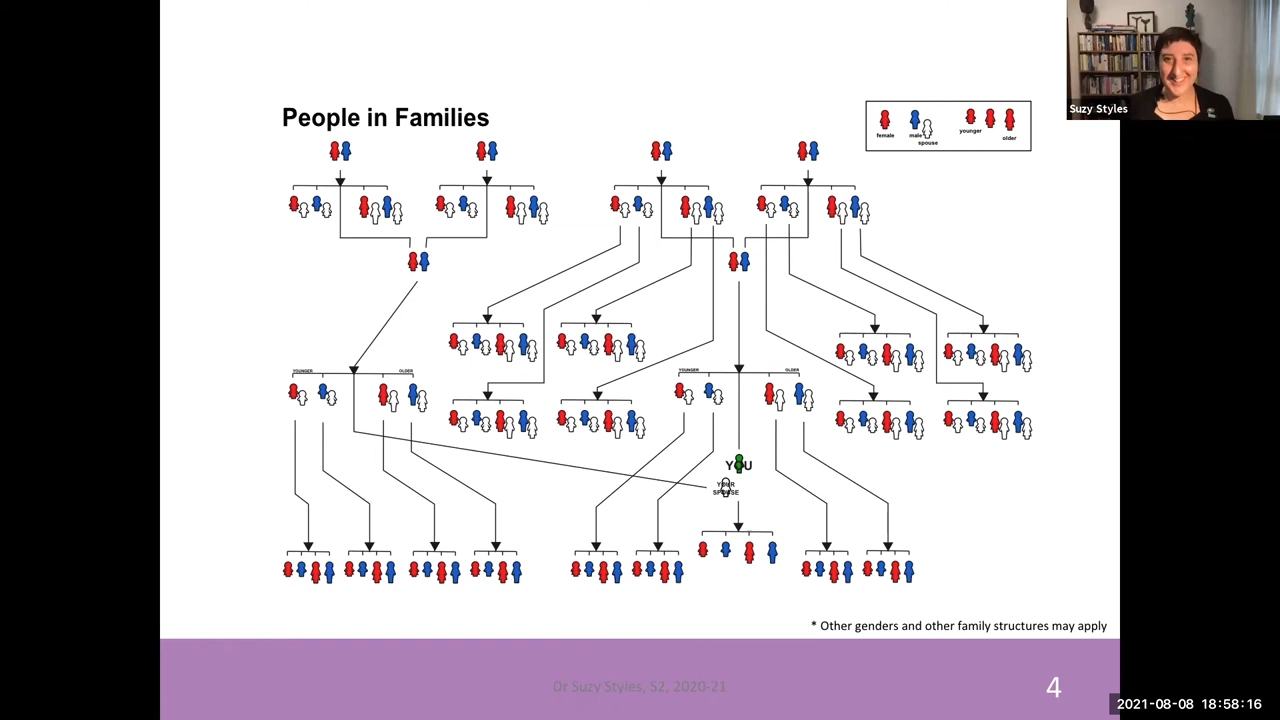 Suzy Styles
People in Families
female
male
spouse
younger
older
YOUNGER
OLDER
YOUNGER
OLDER
YOU
YOUR
SPOUSE
* Other genders and other family structures may apply
Dr Suzy Styles, S2, 2020-21
4
2021-08-08 18:58:16